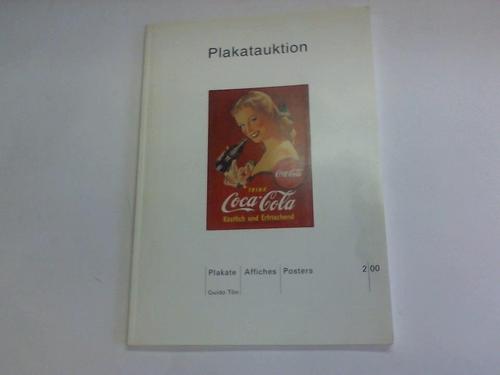 Plakatauktion
Coca-Cola
TRINK
Coca-Cola
Köstlich und Erfrischend
Plakate Affiches Posters 2 00
Guido Tön